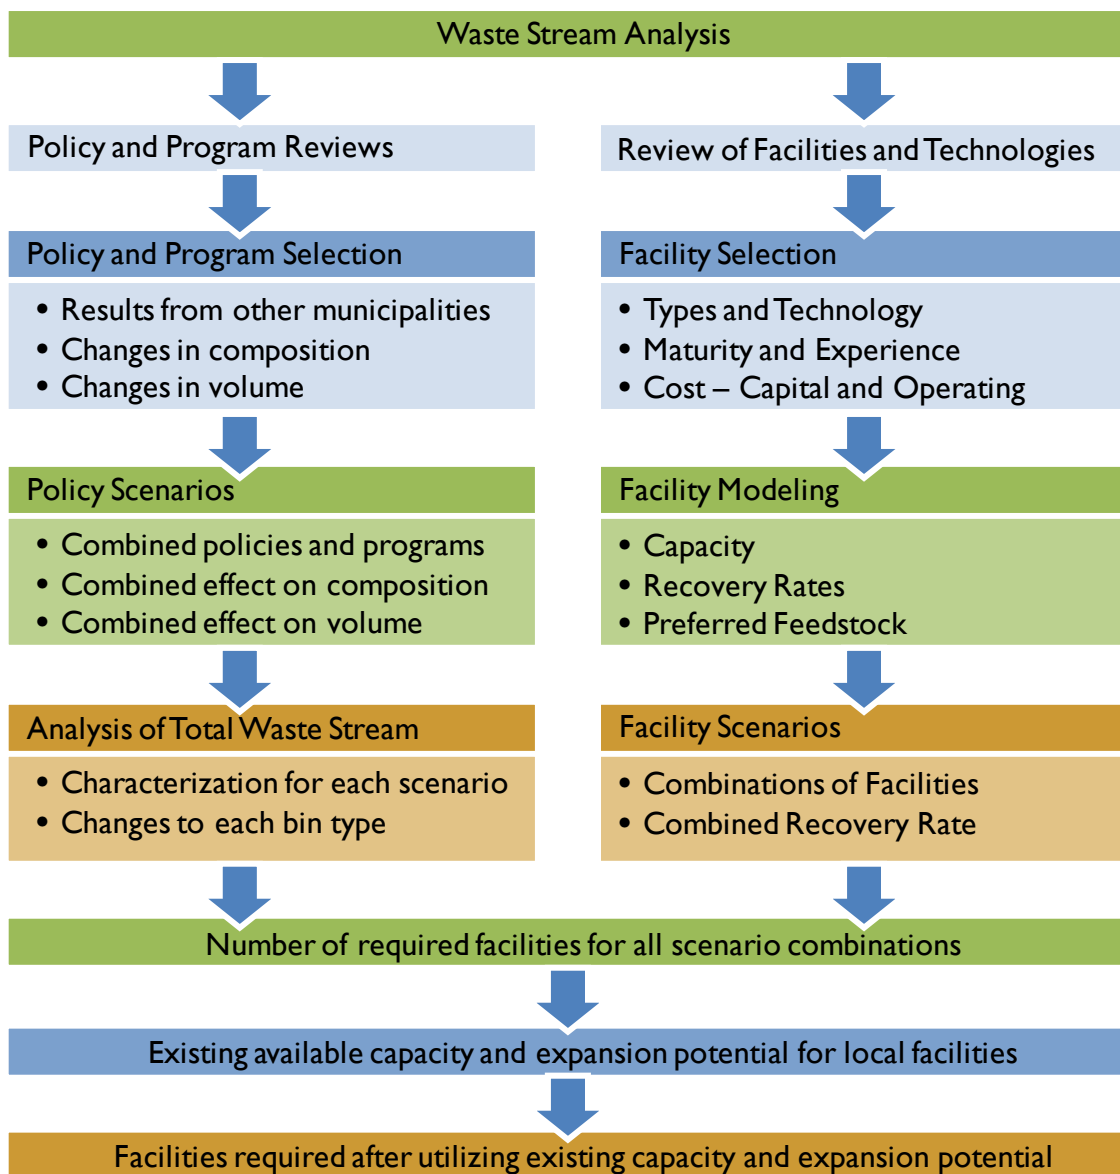 Waste Stream Analysis
Policy and Program Reviews
Policy and Program Selection
• Results from other municipalities
• Changes in composition
• Changes in volume
Policy Scenarios
• Combined policies and programs
• Combined effect on composition
• Combined effect on volume
Analysis of Total Waste Stream
• Characterization for each scenario
• Changes to each bin type
Review of Facilities and Technologies
Facility Selection
• Types and Technology
• Maturity and Experience
• Cost – Capital and Operating
Facility Modeling
• Capacity
• Recovery Rates
• Preferred Feedstock
Facility Scenarios
• Combinations of Facilities
• Combined Recovery Rate
Number of required facilities for all scenario combinations
Existing available capacity and expansion potential for local facilities
Facilities required after utilizing existing capacity and expansion potential